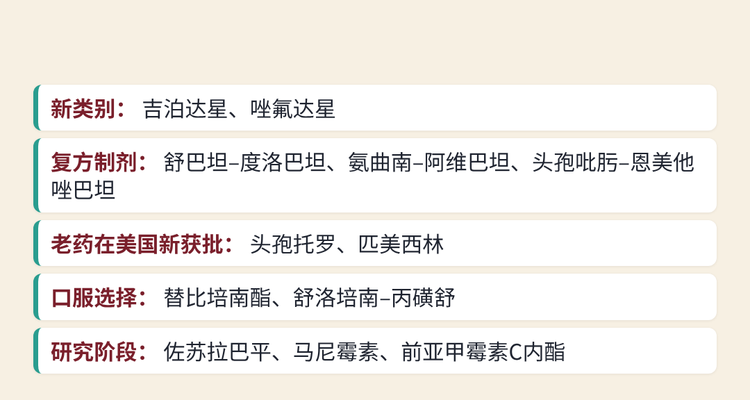 新类别： 吉泊达星、唑氟达星
复方制剂： 舒巴坦–度洛巴坦、氨曲南–阿维巴坦、头孢吡肟–恩美他
唑巴坦
老药在美国新获批： 头孢托罗、匹美西林
口服选择： 替比培南酯、舒洛培南–丙磺舒
研究阶段： 佐苏拉巴平、马尼霉素、前亚甲霉素C内酯